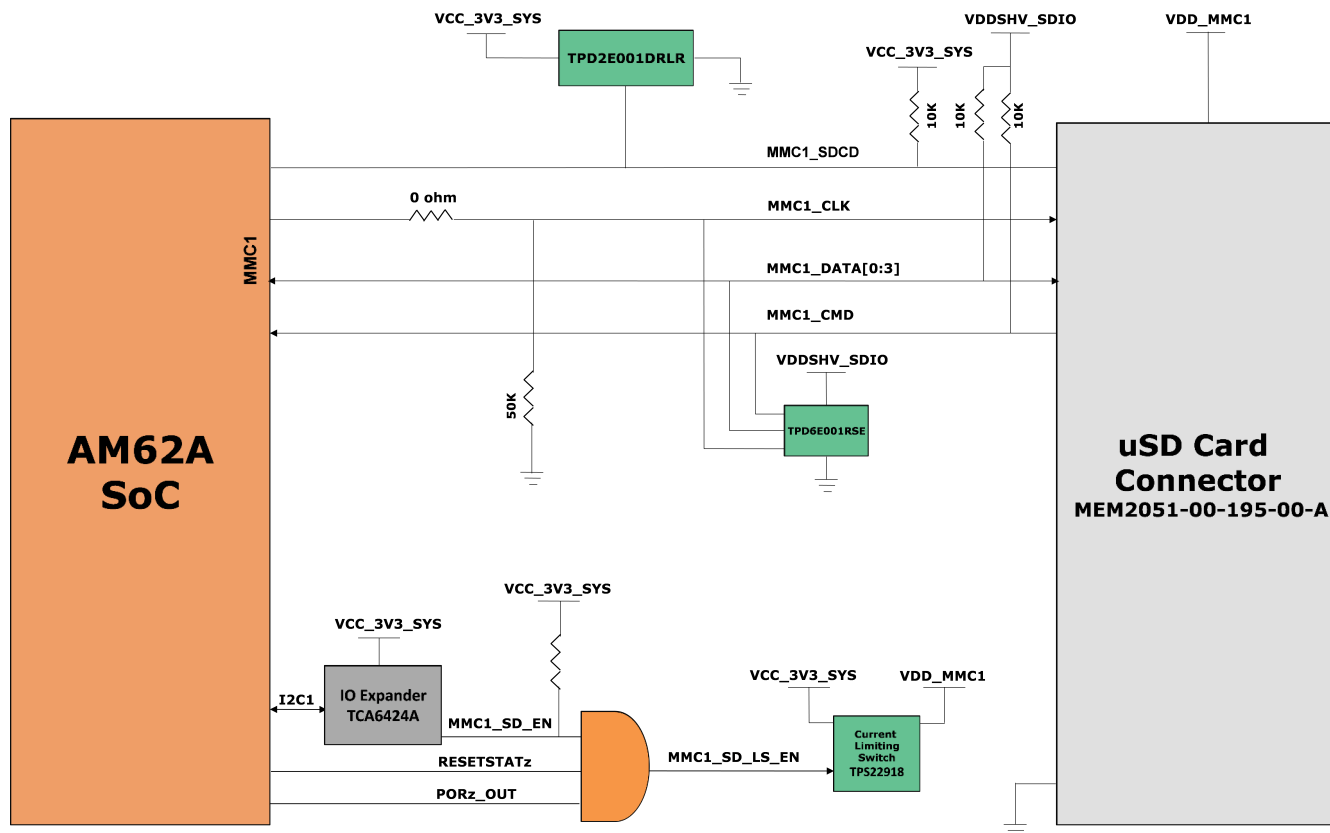 VCC_3V3_SYS
TPD2E001DRLR
VCC_3V3_SYS
VDDSHV_SDIO
VDD_MMC1
10K
10K
10K
MMC1_SDCD
0 ohm
MMC1_CLK
MMC1
MMC1_DATA[0:3]
MMC1_CMD
VDDSHV_SDIO
50K
TPD6E001RSE
AM62A
SoC
uSD Card
Connector
MEM2051-00-195-00-A
VCC_3V3_SYS
VCC_3V3_SYS
I2C1
IO Expander
TCA6424A
MMC1_SD_EN
RESETSTATz
PORz_OUT
MMC1_SD_LS_EN
VCC_3V3_SYS
VDD_MMC1
Current
Limiting
Switch
TPS22918